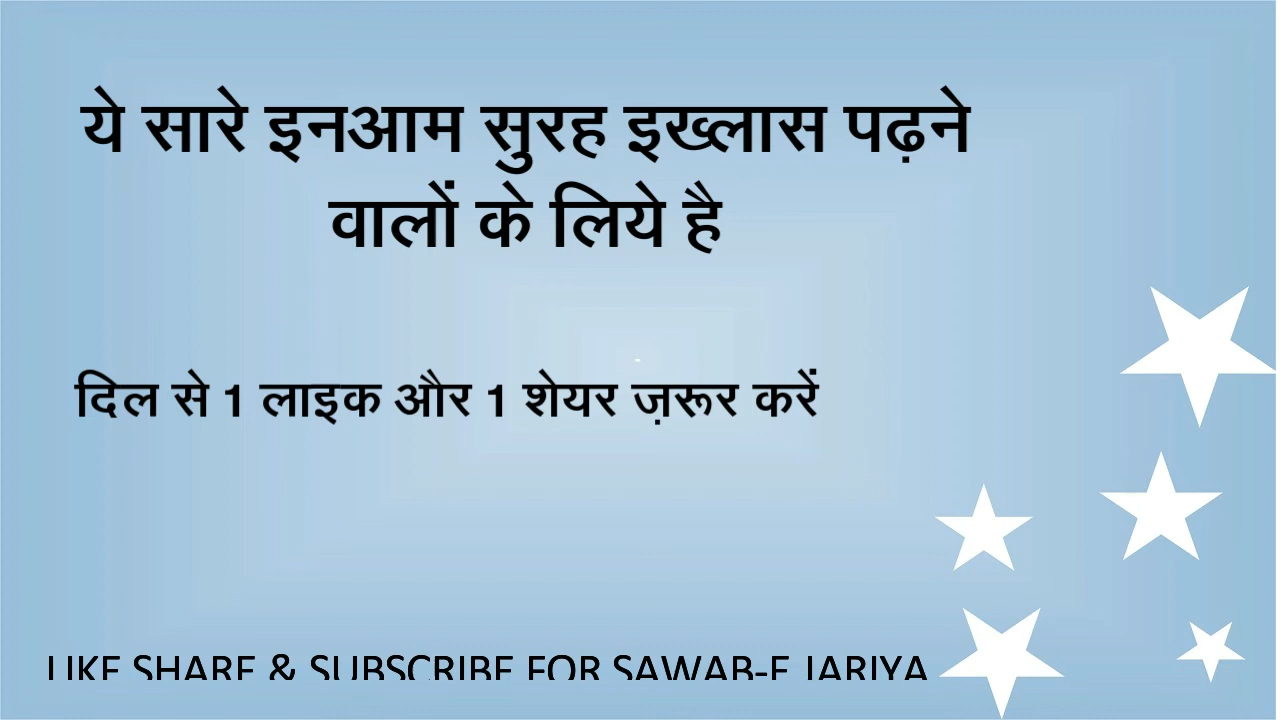 ये सारे इनआम सुरह इख्लास पढ़ने
वालों के लिये है
दिल से 1 लाइक और 1 शेयर ज़रूर करें
LIKE SHARE & SUBSCRIBE FOR SAWAB-E JARIYA